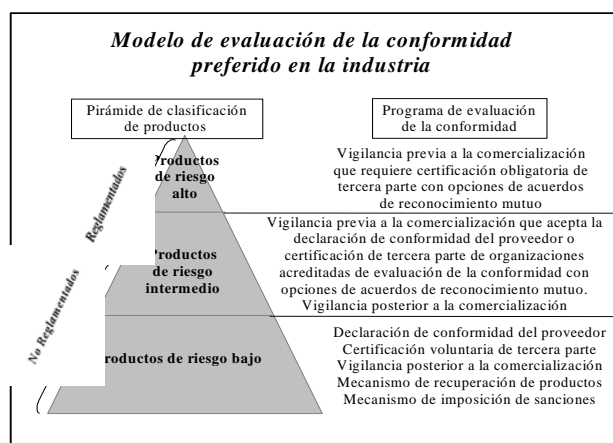 Modelo de evaluación de la conformidad
preferido en la industria
Pirámide de clasificación
de productos
Programa de evaluación
de la conformidad
Reglamentados
No Reglamentados
Productos
de riesgo
alto
Vigilancia previa a la comercialización
que requiere certificación obligatoria de
tercera parte con opciones de acuerdos
de reconocimiento mutuo
Productos
de riesgo
intermedio
Vigilancia previa a la comercialización que acepta la
declaración de conformidad del proveedor o
certificación de tercera parte de organizaciones
acreditadas de evaluación de la conformidad con
opciones de acuerdos de reconocimiento mutuo.
Vigilancia posterior a la comercialización
roductos de riesgo bajo
Declaración de conformidad del proveedor
Certificación voluntaria de tercera parte
Vigilancia posterior a la comercialización
Mecanismo de recuperación de productos
Mecanismo de imposición de sanciones